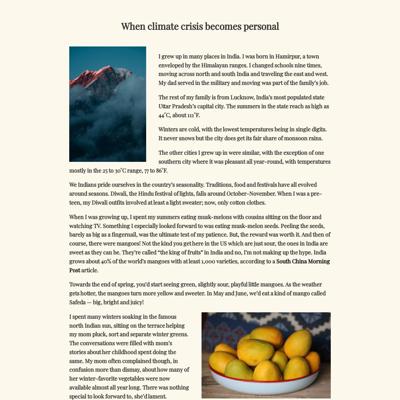 When climate crisis becomes personal
I grew up in many places in India. I was born in Hamirpur, a town
enveloped by the Himalayan ranges. I changed schools nine times,
moving across north and south India and traveling the east and west.
My dad served in the military and moving was part of the family's job.
The rest of my family is from Lucknow, India's most populated state
Uttar Pradesh's capital city. The summers in the state reach as high as
44°C, about 111°F.
Winters are cold, with the lowest temperatures being in single digits.
It never snows but the city does get its fair share of monsoon rains.
The other cities I grew up in were similar, with the exception of one
southern city where it was pleasant all year-round, with temperatures
mostly in the 25 to 30°C range, 77 to 86°F.
We Indians pride ourselves in the country's seasonality. Traditions, food and festivals have all evolved
around seasons. Diwali, the Hindu festival of lights, falls around October-November. When I was a pre-
teen, my Diwali outfits involved at least a light sweater; now, only cotton clothes.
When I was growing up, I spent my summers eating musk-melons with cousins sitting on the floor and
watching TV. Something I especially looked forward to was eating musk-melon seeds. Peeling the seeds,
barely as big as a fingernail, was the ultimate test of my patience. But, the reward was worth it. And then of
course, there were mangoes! Not the kind you get here in the US which are just sour, the ones in India are
sweet as they can be. They're called "the king of fruits" in India and no, I'm not making up the hype. India
grows about 40% of the world's mangoes with at least 1,000 varieties, according to a South China Morning
Post article.
Towards the end of spring, you'd start seeing green, slightly sour, playful little mangoes. As the weather
gets hotter, the mangoes turn more yellow and sweeter. In May and June, we'd eat a kind of mango called
Safeda — big, bright and juicy!
I spent many winters soaking in the famous
north Indian sun, sitting on the terrace helping
my mom pluck, sort and separate winter greens.
The conversations were filled with mom's
stories about her childhood spent doing the
same. My mom often complained though, in
confusion more than dismay, about how many of
her winter-favorite vegetables were now
available almost all year long. There was nothing
special to look forward to, she'd lament.